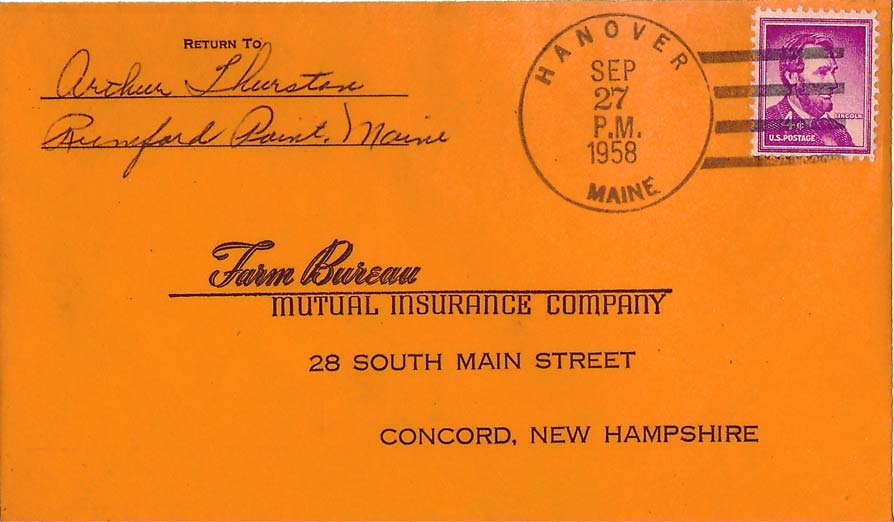 RETURN TO
Arthur Thurston
Rumford Point, Maine
HANOVER
SEP
27
P.M.
1958
MAINE
LINCOLN
4¢
U.S. POSTAGE
Farm Bureau
MUTUAL INSURANCE COMPANY
28 SOUTH MAIN STREET
CONCORD, NEW HAMPSHIRE